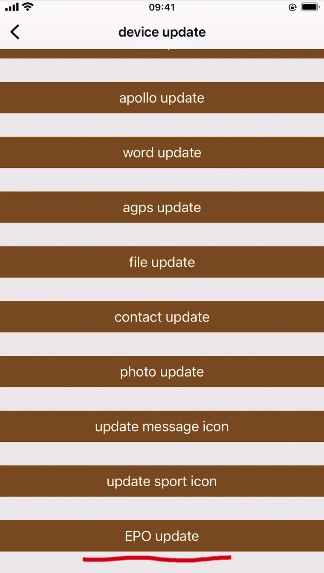 09:41
device update
apollo update
word update
agps update
file update
contact update
photo update
update message icon
update sport icon
EPO update